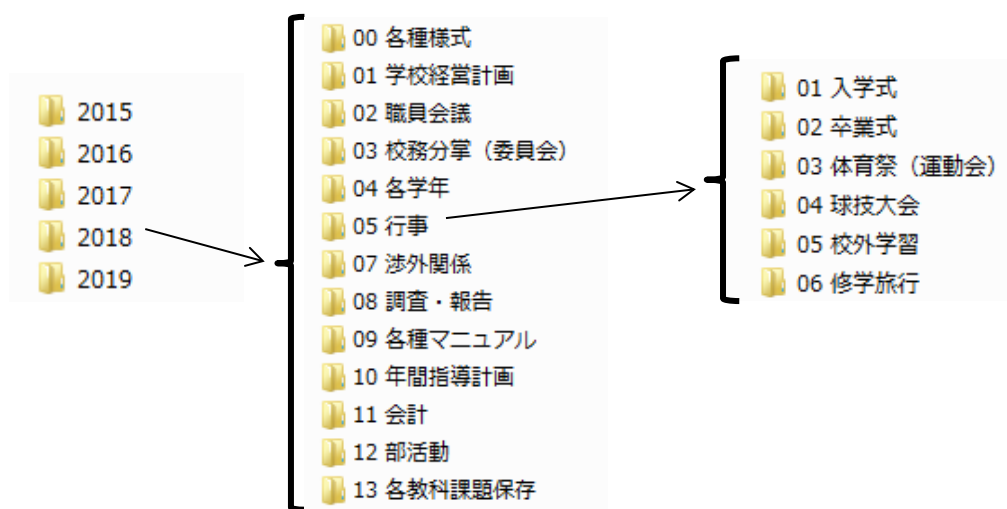 2015
2016
2017
2018
2019
00 各種様式
01 学校経営計画
02 職員会議
03 校務分掌（委員会）
04 各学年
05 行事
07 渉外関係
08 調査・報告
09 各種マニュアル
10 年間指導計画
11 会計
12 部活動
13 各教科課題保存
01 入学式
02 卒業式
03 体育祭（運動会）
04 球技大会
05 校外学習
06 修学旅行